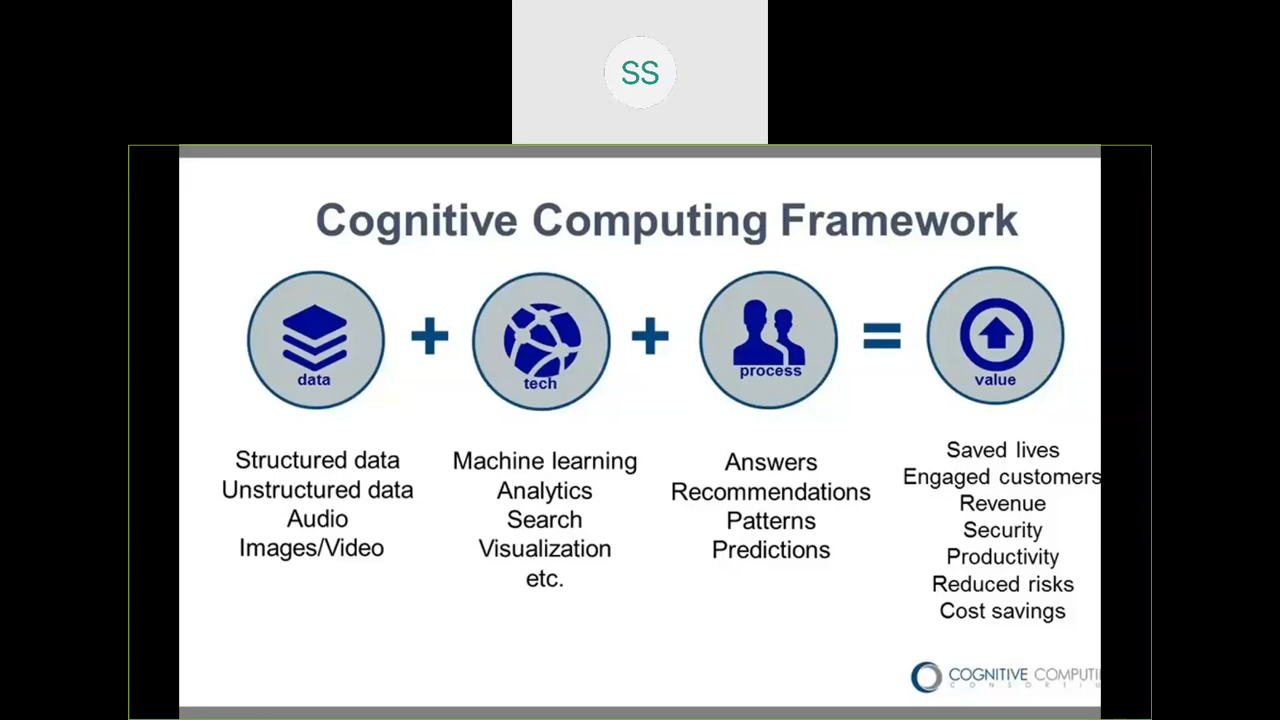 SS
Cognitive Computing Framework
data
tech
process
value
Structured data
Unstructured data
Audio
Images/Video
Machine learning
Analytics
Search
Visualization
etc.
Answers
Recommendations
Patterns
Predictions
Saved lives
Engaged customers
Revenue
Security
Productivity
Reduced risks
Cost savings
COGNITIVE